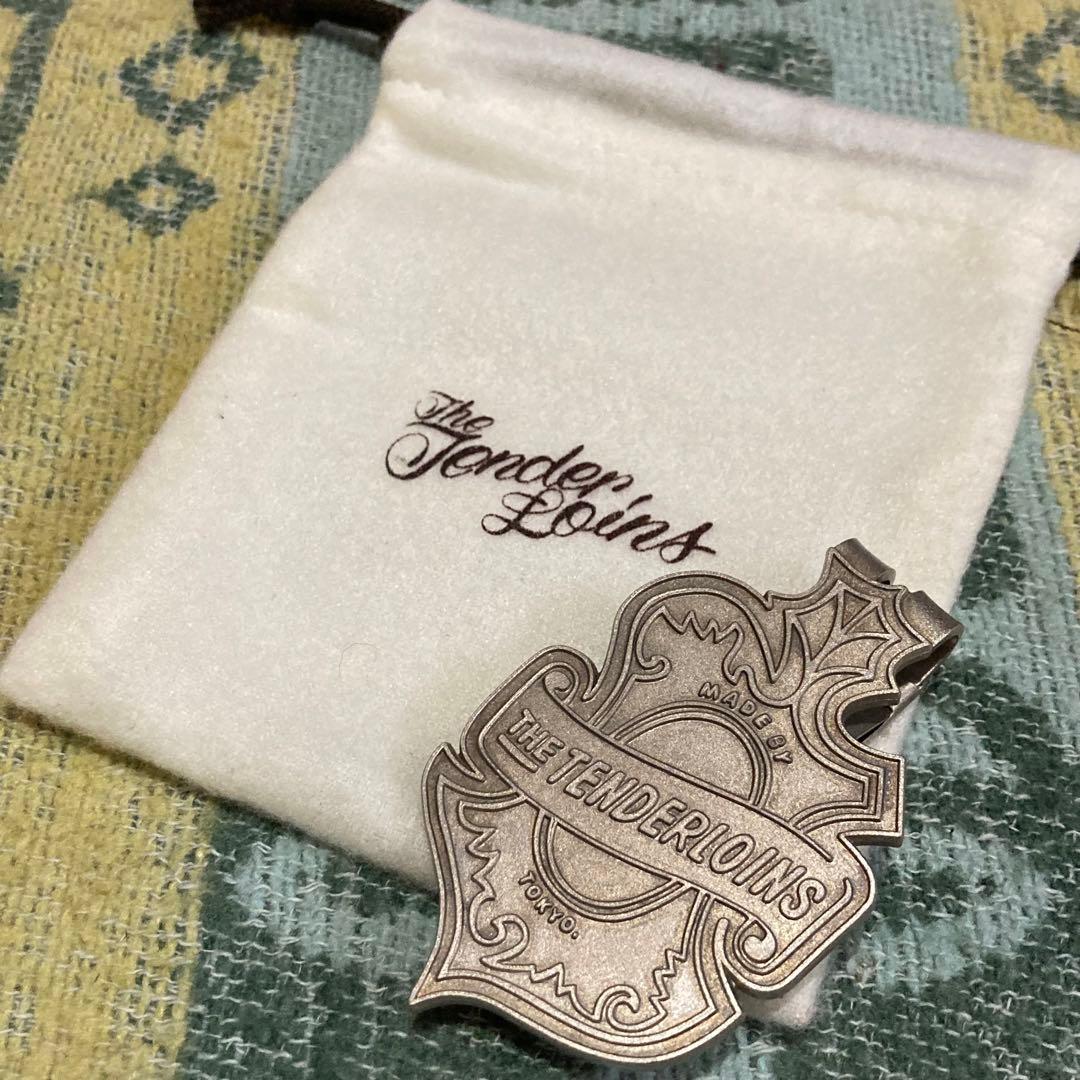 The
Tender
Loins
MADE BY
THE TENDERLOINS
TOKYO.